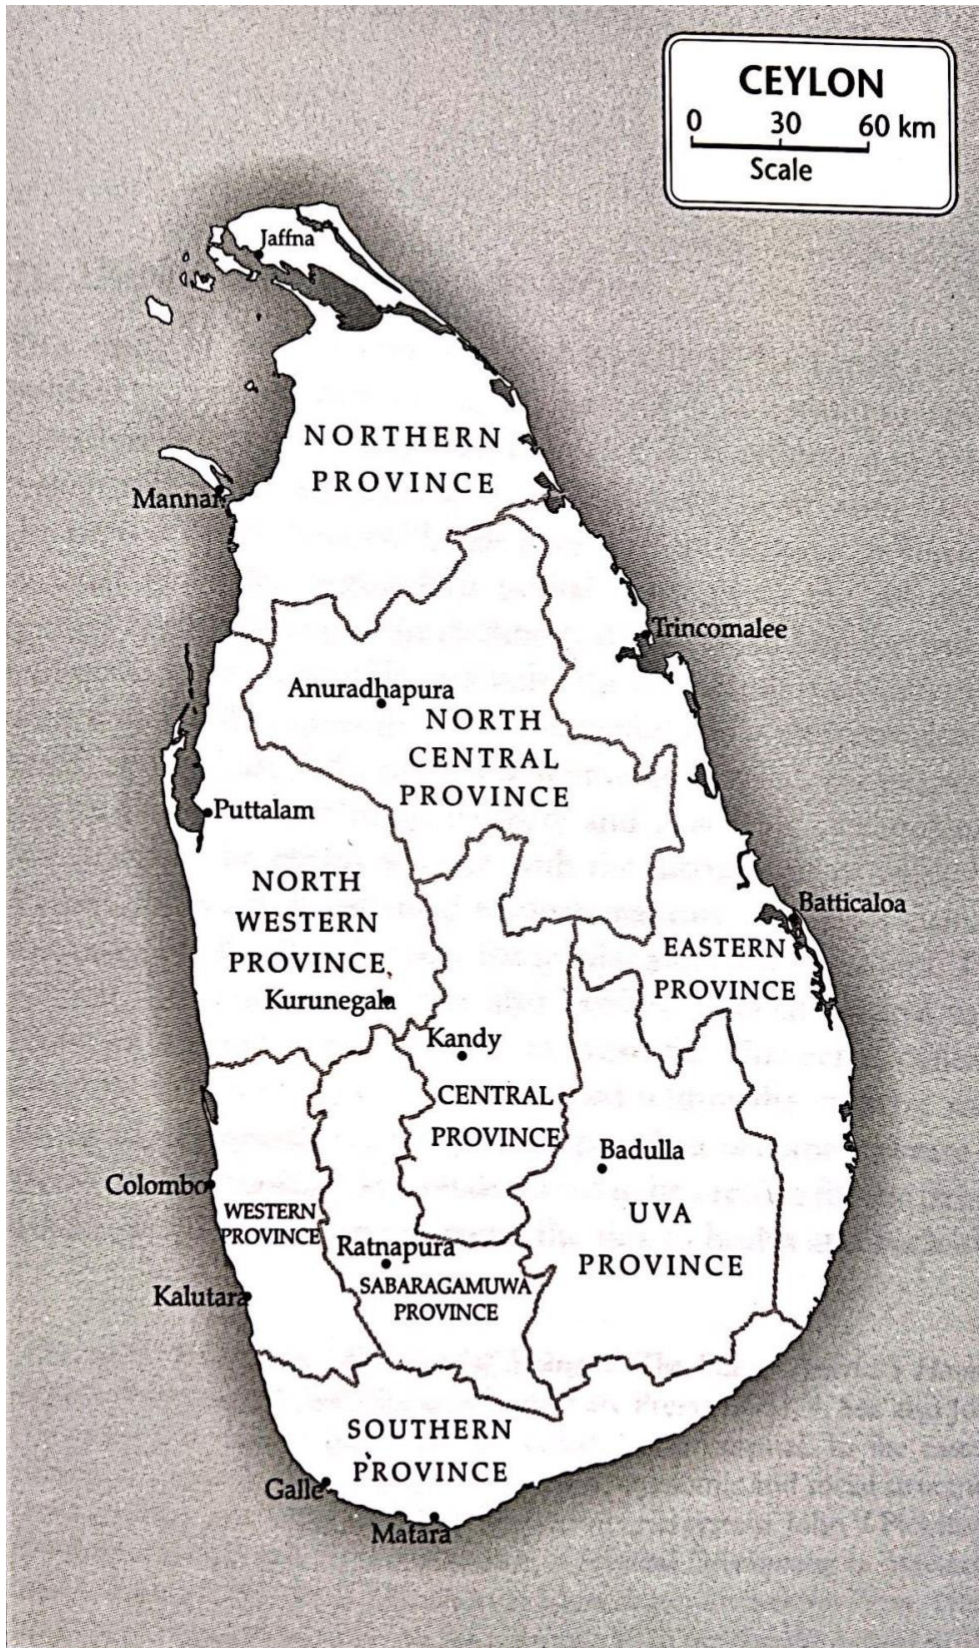 CEYLON
0 30 60 km
Scale
Jaffna
NORTHERN
PROVINCE
Mannar
Trincomalee
Anuradhapura
NORTH
CENTRAL
PROVINCE
Puttalam
NORTH
WESTERN
PROVINCE
Kurunegala
Batticaloa
EASTERN
PROVINCE
Kandy
CENTRAL
PROVINCE
Badulla
UVA
PROVINCE
Colombo
WESTERN
PROVINCE
Ratnapura
SABARAGAMUWA
PROVINCE
Kalutara
SOUTHERN
PROVINCE
Galle
Matara